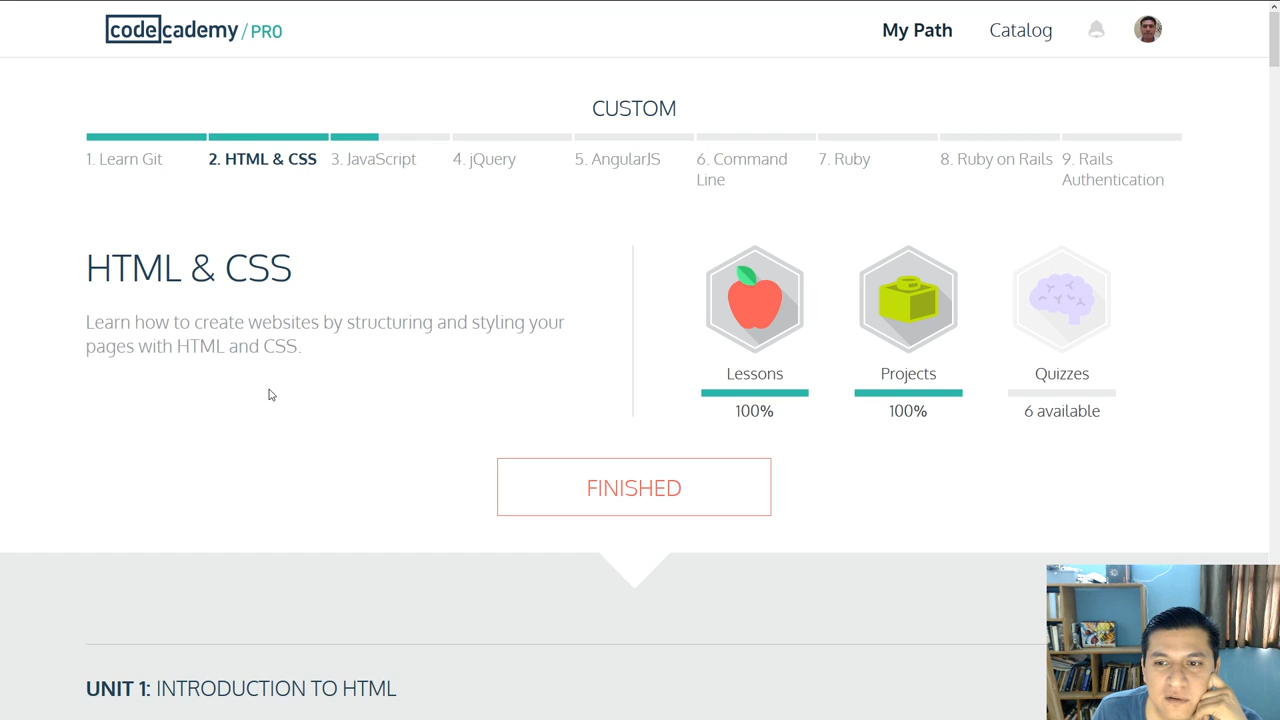 codecademy / PRO
My Path
Catalog
CUSTOM
1. Learn Git
2. HTML & CSS
3. JavaScript
4. jQuery
5. AngularJS
6. Command
Line
7. Ruby
8. Ruby on Rails
9. Rails
Authentication
HTML & CSS
Learn how to create websites by structuring and styling your
pages with HTML and CSS.
Lessons
100%
Projects
100%
Quizzes
6 available
FINISHED
UNIT 1: INTRODUCTION TO HTML